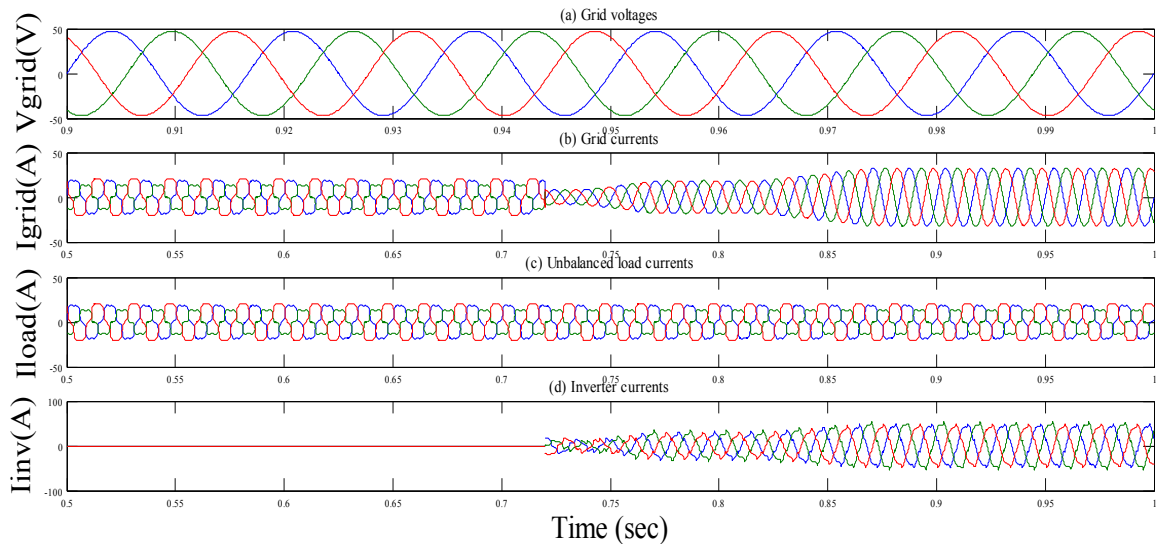 (a) Grid voltages
Vgrid(V)
50
0
-50
0.9 0.91 0.92 0.93 0.94 0.95 0.96 0.97 0.98 0.99 1
(b) Grid currents
Igrid(A)
50
0
-50
0.5 0.55 0.6 0.65 0.7 0.75 0.8 0.85 0.9 0.95 1
(c) Unbalanced load currents
Iload(A)
50
0
-50
0.5 0.55 0.6 0.65 0.7 0.75 0.8 0.85 0.9 0.95 1
(d) Inverter currents
Iinv(A)
100
0
-100
0.5 0.55 0.6 0.65 0.7 0.75 0.8 0.85 0.9 0.95 1
Time (sec)